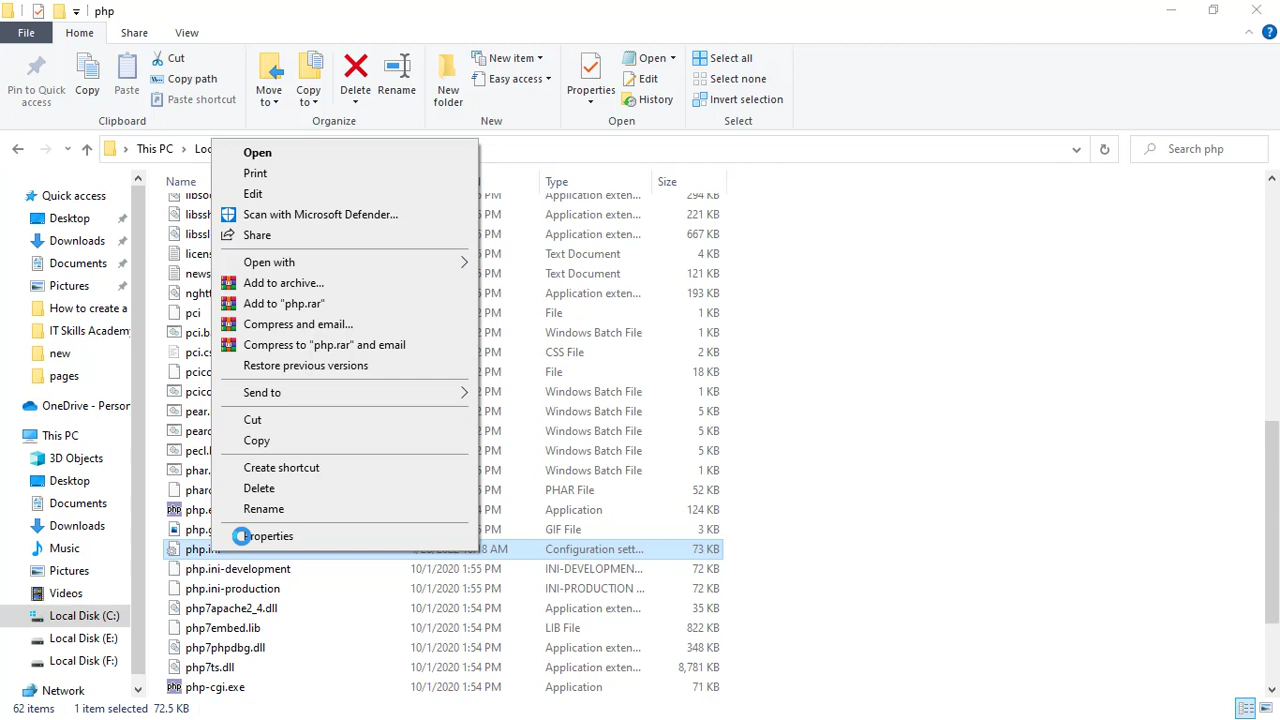 php
File Home Share View
Pin to Quick access
Copy
Paste
Cut
Copy path
Paste shortcut
Clipboard
Move to
Copy to
Delete
Rename
Organize
New folder
New item
Easy access
New
Properties
Open
Edit
History
Open
Select all
Select none
Invert selection
Select
This PC Loc
Search php
Quick access
Desktop
Downloads
Documents
Pictures
How to create a
IT Skills Academy
new
pages
OneDrive - Person
This PC
3D Objects
Desktop
Documents
Downloads
Music
Pictures
Videos
Local Disk (C:)
Local Disk (E:)
Local Disk (F:)
Network
Name Type Size
Application exten... 294 KB
libssh Application exten... 221 KB
libssl Application exten... 667 KB
licens Text Document 4 KB
news Text Document 121 KB
nghtt Application exten... 193 KB
pci File 1 KB
pci.b Windows Batch File 1 KB
pci.cs CSS File 2 KB
pcico File 18 KB
pcico Windows Batch File 1 KB
pear. Windows Batch File 5 KB
pearc Windows Batch File 5 KB
pecl.b Windows Batch File 5 KB
phar. Windows Batch File 1 KB
pharc PHAR File 52 KB
php.e Application 124 KB
php.g GIF File 3 KB
php.ini AM Configuration sett... 73 KB
php.ini-development 10/1/2020 1:55 PM INI-DEVELOPMEN... 72 KB
php.ini-production 10/1/2020 1:55 PM INI-PRODUCTION ... 72 KB
php7apache2_4.dll 10/1/2020 1:54 PM Application exten... 35 KB
php7embed.lib 10/1/2020 1:54 PM LIB File 822 KB
php7phpdbg.dll 10/1/2020 1:54 PM Application exten... 348 KB
php7ts.dll 10/1/2020 1:54 PM Application exten... 8,781 KB
php-cgi.exe 10/1/2020 1:54 PM Application 71 KB
Open
Print
Edit
Scan with Microsoft Defender...
Share
Open with
Add to archive...
Add to "php.rar"
Compress and email...
Compress to "php.rar" and email
Restore previous versions
Send to
Cut
Copy
Create shortcut
Delete
Rename
Properties
62 items 1 item selected 72.5 KB